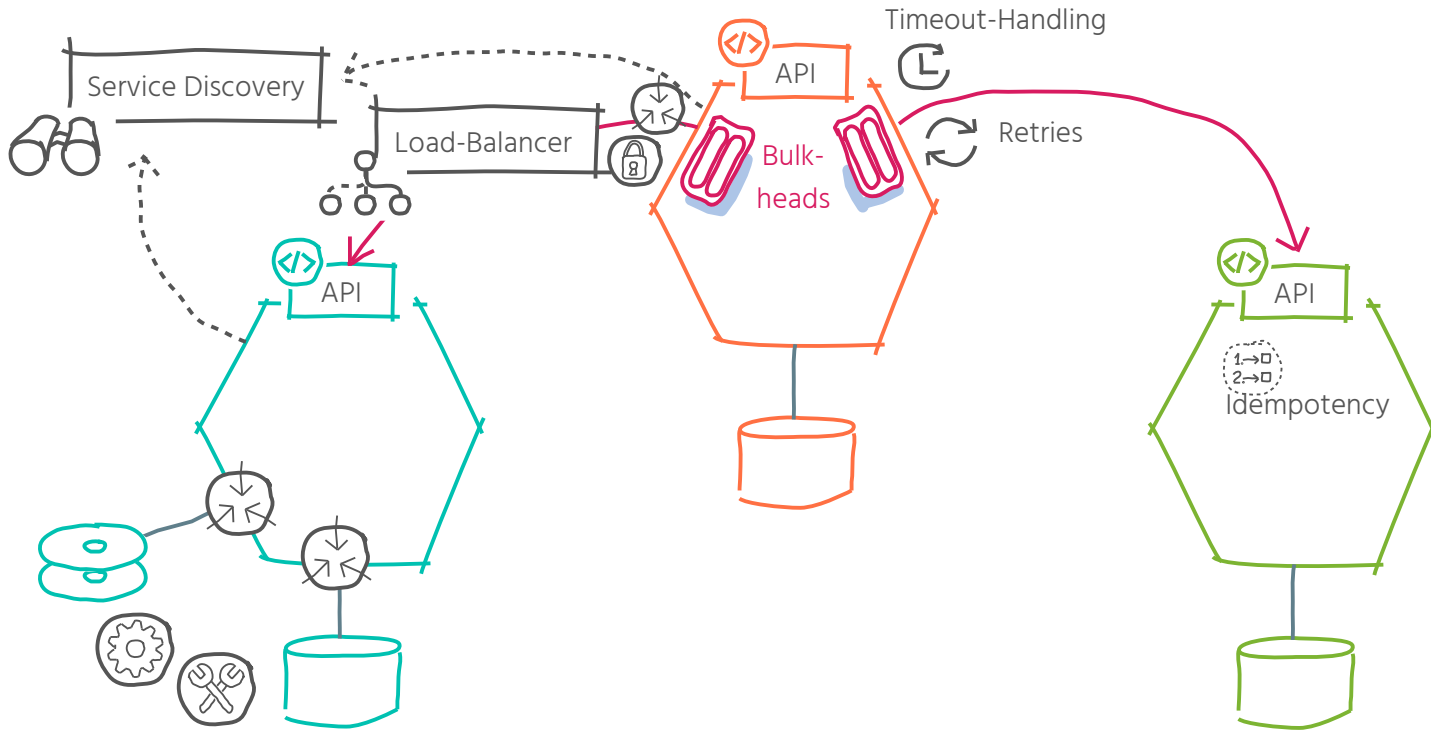 Timeout-Handling
API
Service Discovery
Load-Balancer
Retries
Bulk-
heads
API
API
1.→□
2.→□
Idempotency